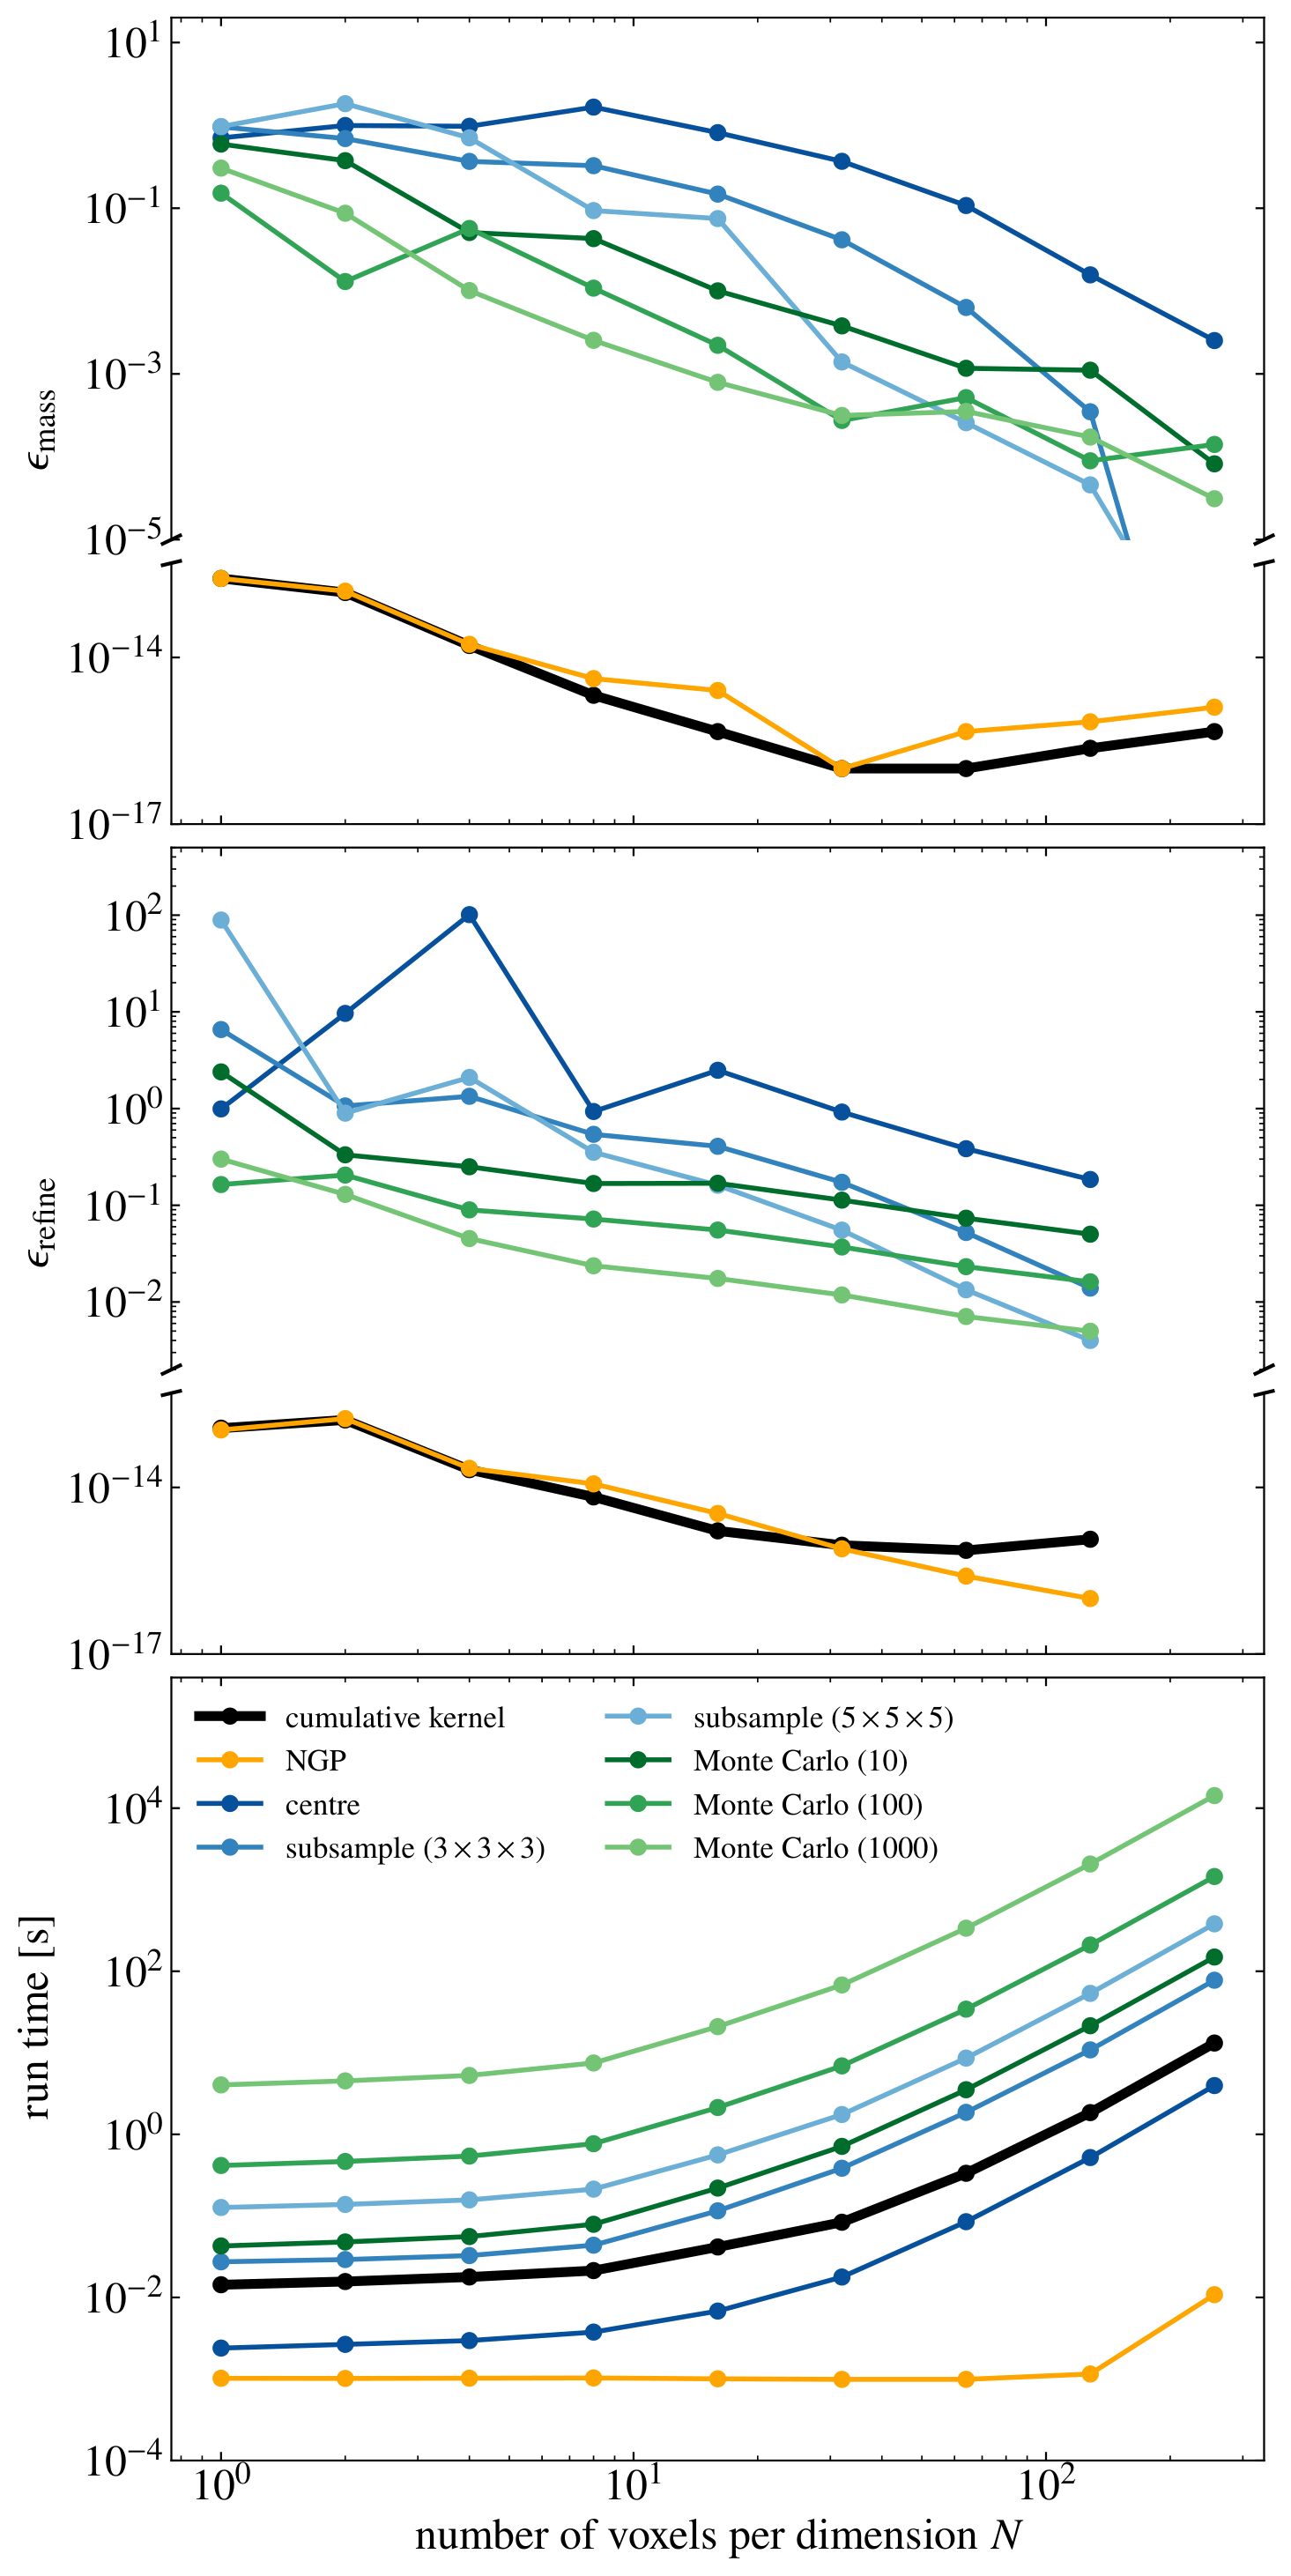 10^1
10^−1
10^−3
10^−5
ϵ_mass
10^−14
10^−17
10^2
10^1
10^0
10^−1
10^−2
ϵ_refine
10^−14
10^−17
cumulative kernel
NGP
centre
subsample (3×3×3)
subsample (5×5×5)
Monte Carlo (10)
Monte Carlo (100)
Monte Carlo (1000)
10^4
10^2
10^0
10^−2
10^−4
run time [s]
10^0 10^1 10^2
number of voxels per dimension N